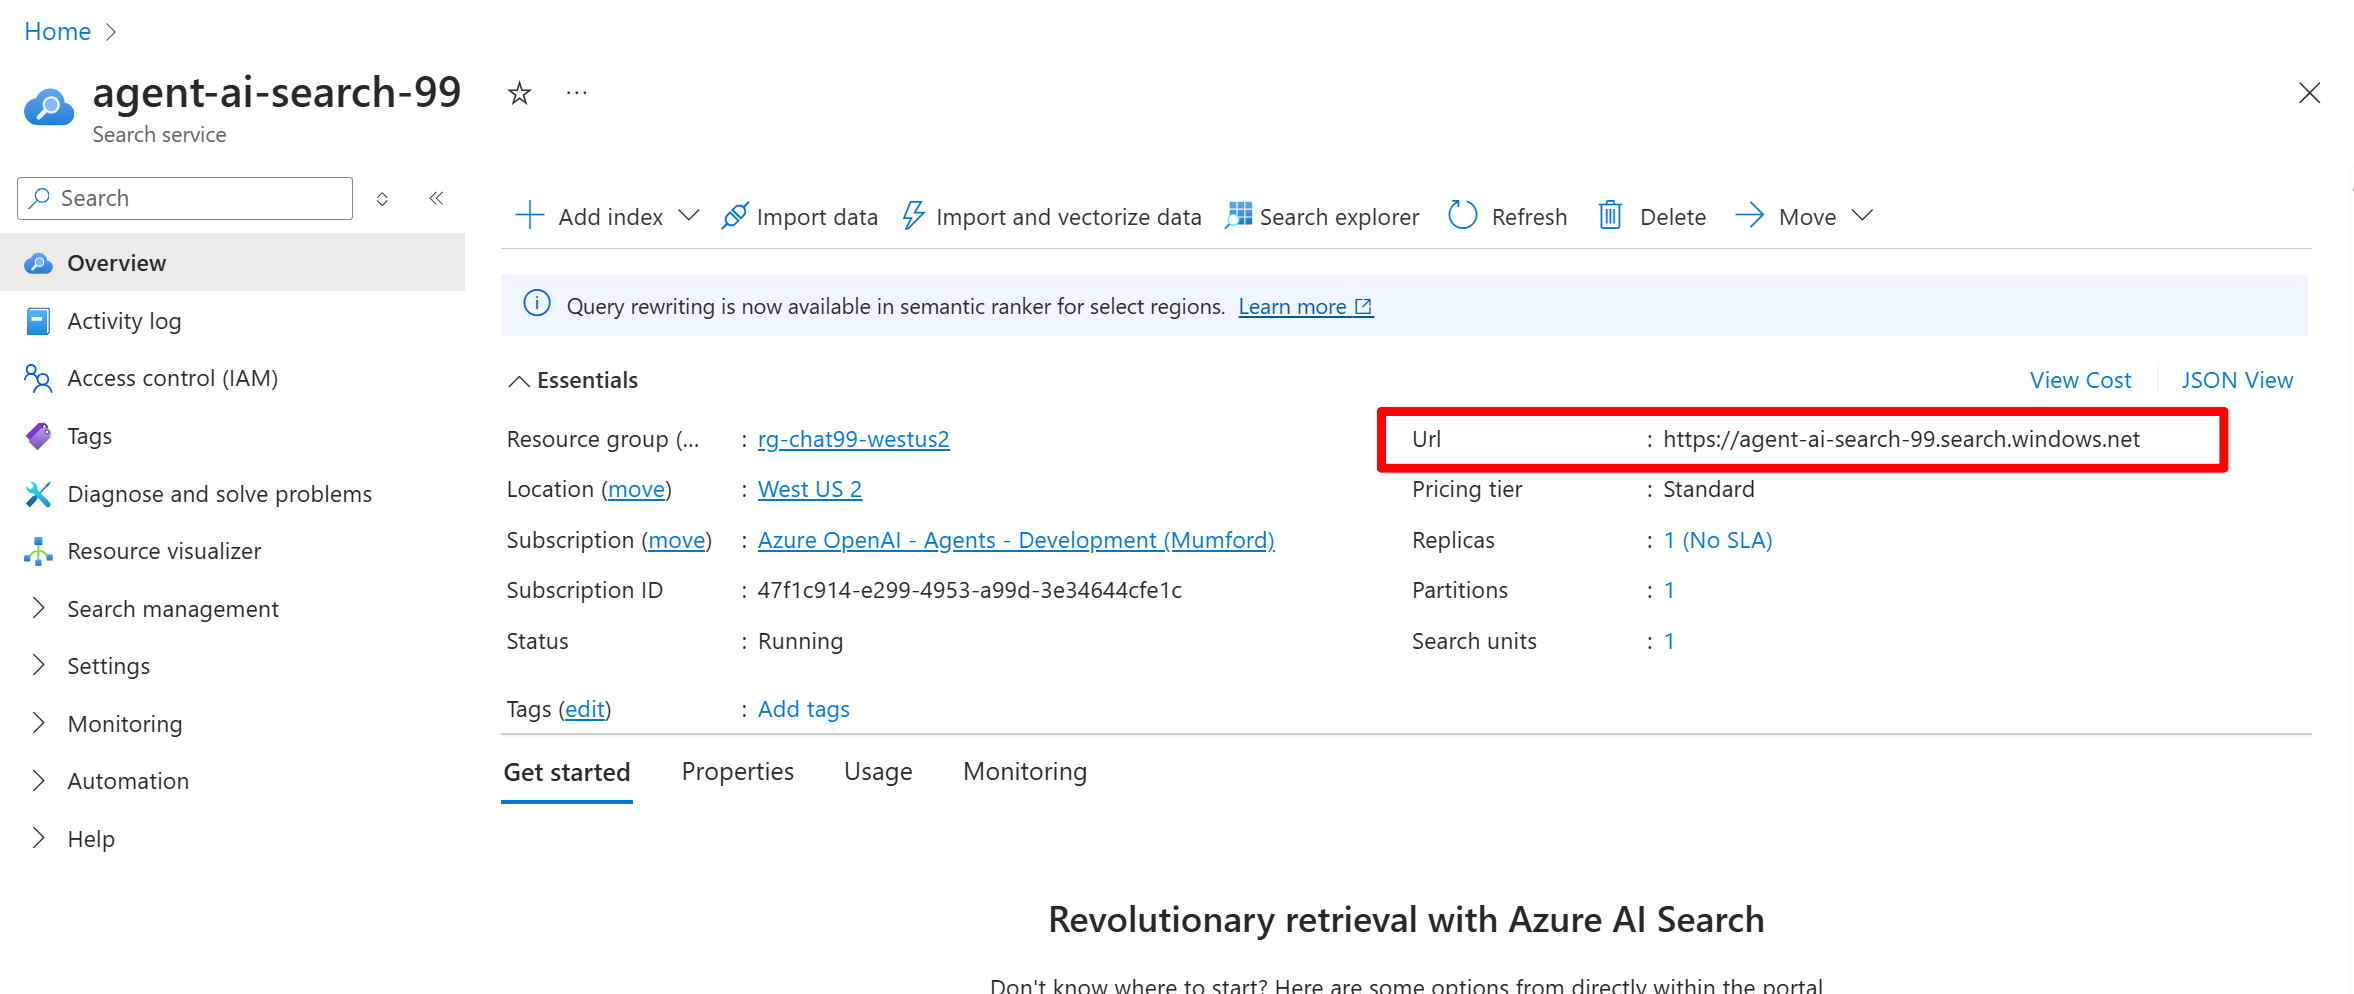 Home
agent-ai-search-99
Search service
Search
Overview
Activity log
Access control (IAM)
Tags
Diagnose and solve problems
Resource visualizer
Search management
Settings
Monitoring
Automation
Help
Add index
Import data
Import and vectorize data
Search explorer
Refresh
Delete
Move
Query rewriting is now available in semantic ranker for select regions. Learn more
Essentials
View Cost
JSON View
Resource group (... : rg-chat99-westus2
Location (move) : West US 2
Subscription (move) : Azure OpenAI - Agents - Development (Mumford)
Subscription ID : 47f1c914-e299-4953-a99d-3e34644cfe1c
Status : Running
Tags (edit) : Add tags
Url : https://agent-ai-search-99.search.windows.net
Pricing tier : Standard
Replicas : 1 (No SLA)
Partitions : 1
Search units : 1
Get started
Properties
Usage
Monitoring
Revolutionary retrieval with Azure AI Search
Don't know where to start? Here are some options from directly within the portal